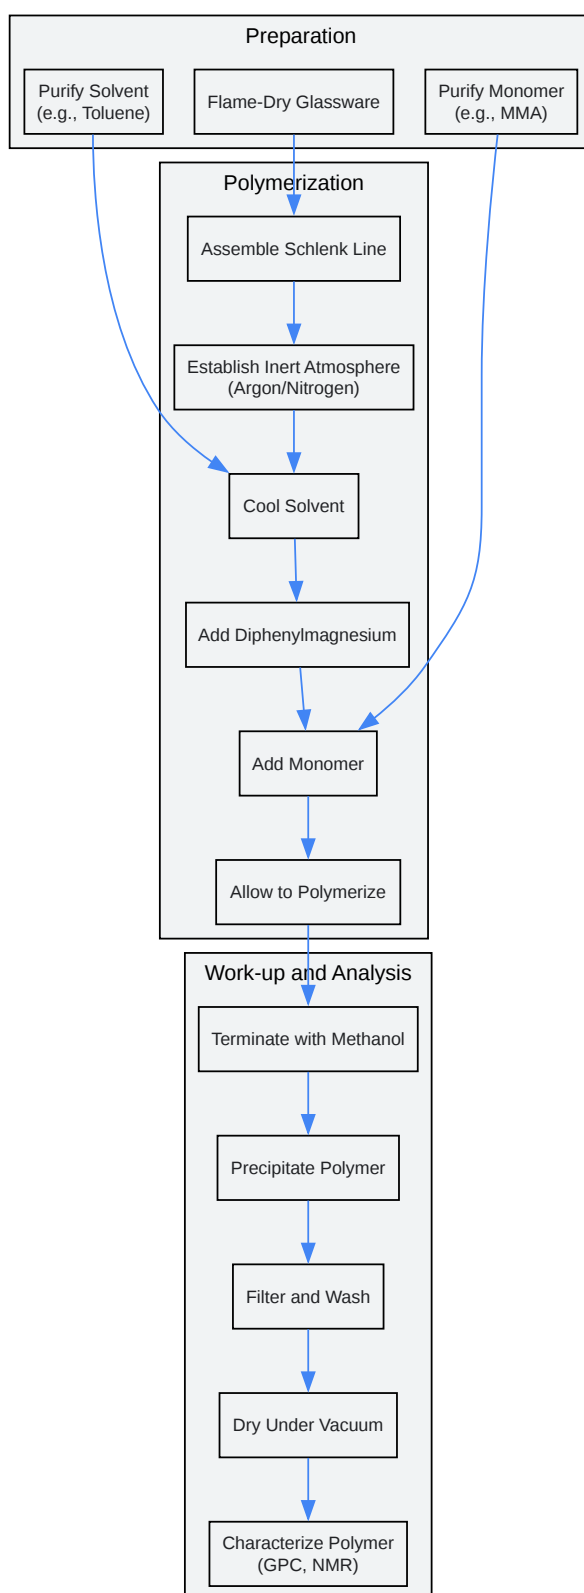 Preparation
Purify Solvent
(e.g., Toluene)
Flame-Dry Glassware
Purify Monomer
(e.g., MMA)
Polymerization
Assemble Schlenk Line
Establish Inert Atmosphere
(Argon/Nitrogen)
Cool Solvent
Add Diphenylmagnesium
Add Monomer
Allow to Polymerize
Work-up and Analysis
Terminate with Methanol
Precipitate Polymer
Filter and Wash
Dry Under Vacuum
Characterize Polymer
(GPC, NMR)